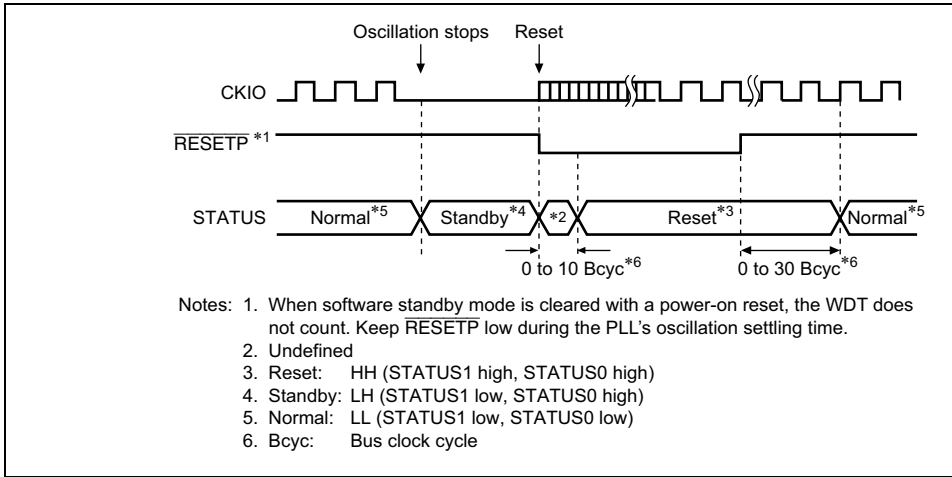 Oscillation stops Reset
CKIO
RESETP *1
STATUS Normal*5 Standby*4 *2 Reset*3 Normal*5
0 to 10 Bcyc*6 0 to 30 Bcyc*6
Notes: 1. When software standby mode is cleared with a power-on reset, the WDT does
not count. Keep RESETP low during the PLL's oscillation settling time.
2. Undefined
3. Reset: HH (STATUS1 high, STATUS0 high)
4. Standby: LH (STATUS1 low, STATUS0 high)
5. Normal: LL (STATUS1 low, STATUS0 low)
6. Bcyc: Bus clock cycle